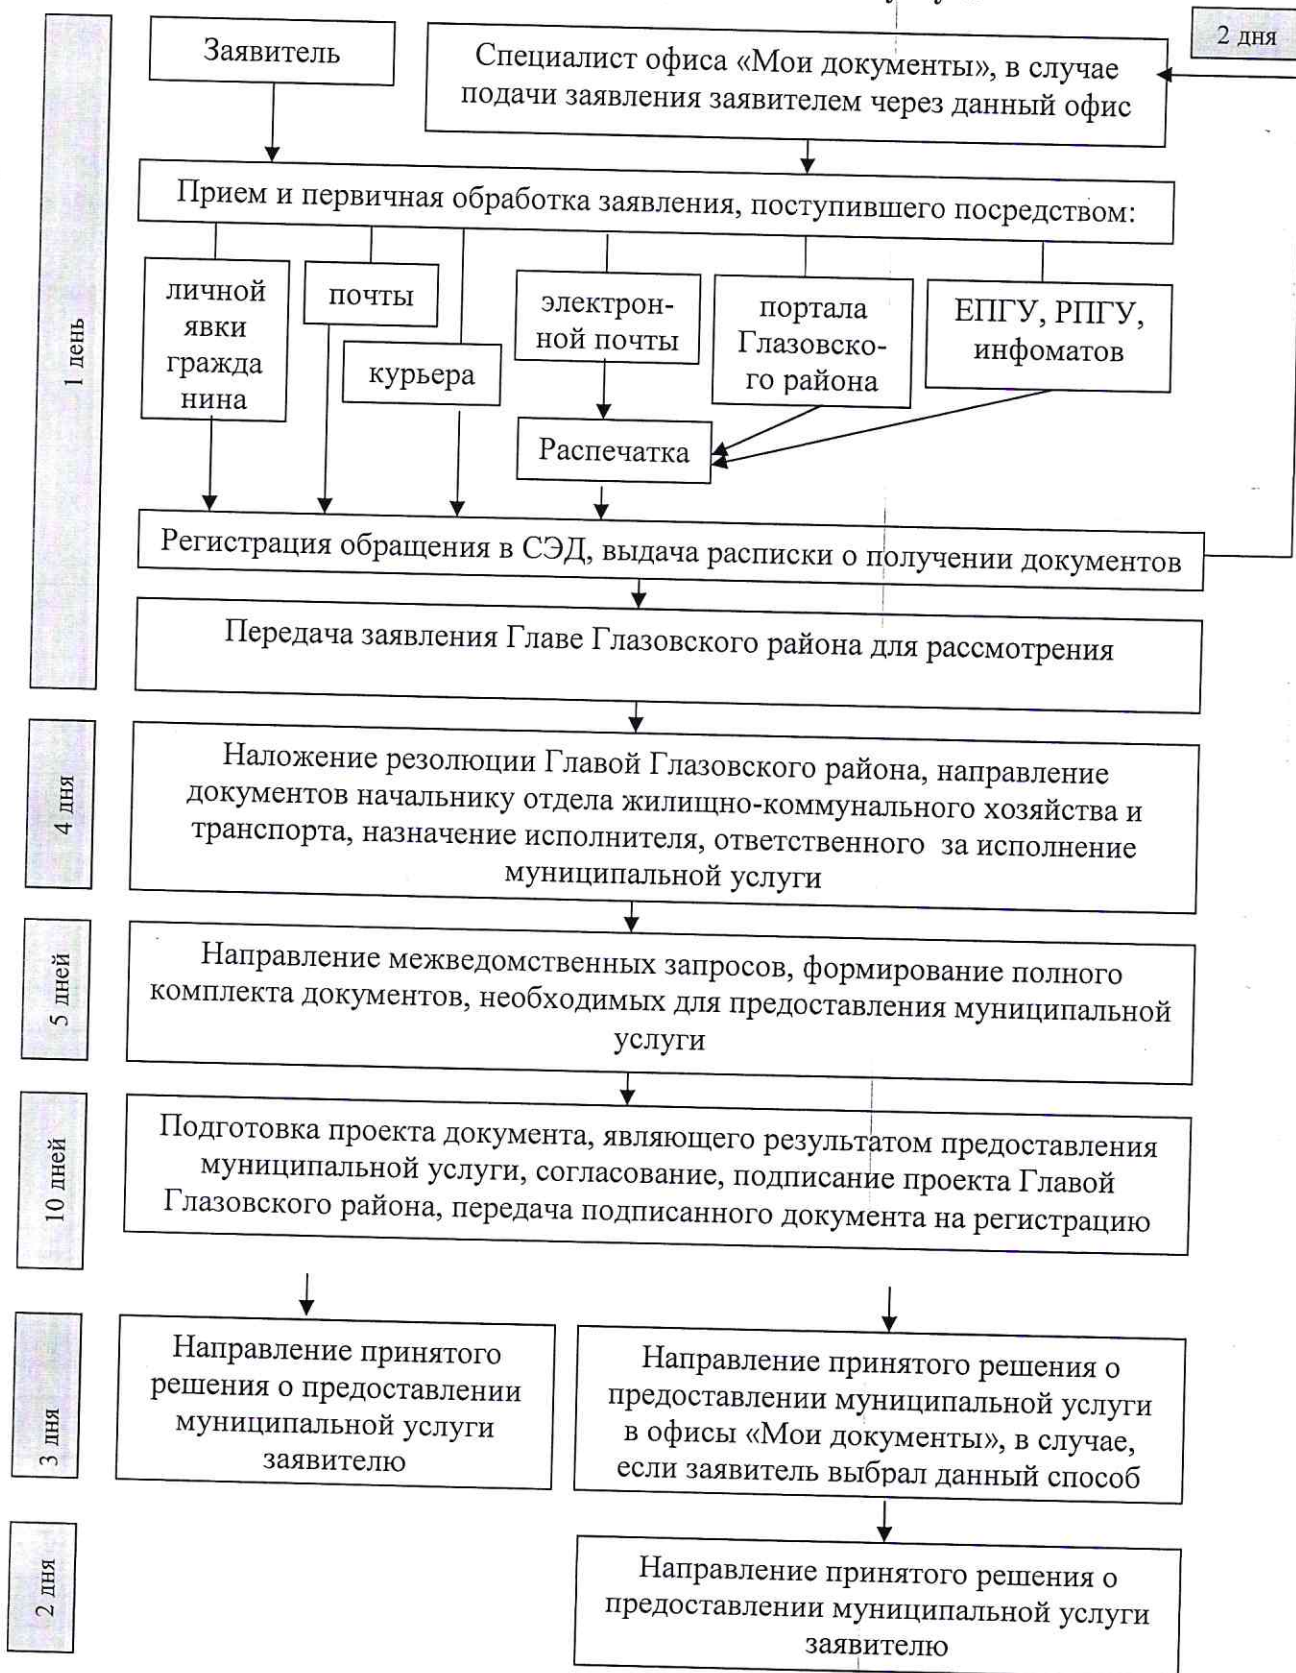 2 дня
Заявитель
Специалист офиса «Мои документы», в случае
подачи заявления заявителем через данный офис
1 день
Прием и первичная обработка заявления, поступившего посредством:
личной
явки
гражда
нина
почты
курьера
электрон-
ной почты
портала
Глазовско-
го района
ЕПГУ, РПГУ,
инфоматов
Распечатка
Регистрация обращения в СЭД, выдача расписки о получении документов
Передача заявления Главе Глазовского района для рассмотрения
4 дня
Наложение резолюции Главой Глазовского района, направление
документов начальнику отдела жилищно-коммунального хозяйства и
транспорта, назначение исполнителя, ответственного за исполнение
муниципальной услуги
5 дней
Направление межведомственных запросов, формирование полного
комплекта документов, необходимых для предоставления муниципальной
услуги
10 дней
Подготовка проекта документа, являющего результатом предоставления
муниципальной услуги, согласование, подписание проекта Главой
Глазовского района, передача подписанного документа на регистрацию
3 дня
Направление принятого
решения о предоставлении
муниципальной услуги
заявителю
Направление принятого решения о
предоставлении муниципальной услуги
в офисы «Мои документы», в случае,
если заявитель выбрал данный способ
2 дня
Направление принятого решения о
предоставлении муниципальной услуги
заявителю